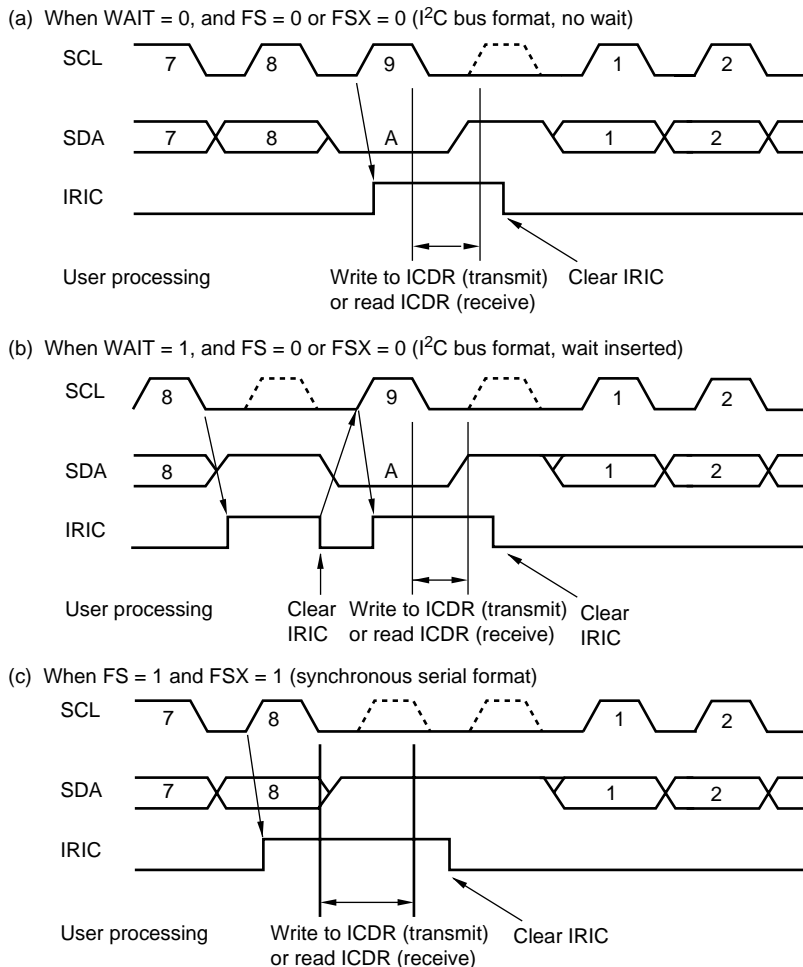 (a) When WAIT = 0, and FS = 0 or FSX = 0 (I²C bus format, no wait)
SCL
7 8 9 1 2
SDA
7 8 A 1 2
IRIC
User processing
Write to ICDR (transmit)
or read ICDR (receive)
Clear IRIC
(b) When WAIT = 1, and FS = 0 or FSX = 0 (I²C bus format, wait inserted)
SCL
8 9 1 2
SDA
8 A 1 2
IRIC
User processing
Clear
IRIC
Write to ICDR (transmit)
or read ICDR (receive)
Clear
IRIC
(c) When FS = 1 and FSX = 1 (synchronous serial format)
SCL
7 8 1 2
SDA
7 8 1 2
IRIC
User processing
Write to ICDR (transmit)
or read ICDR (receive)
Clear IRIC